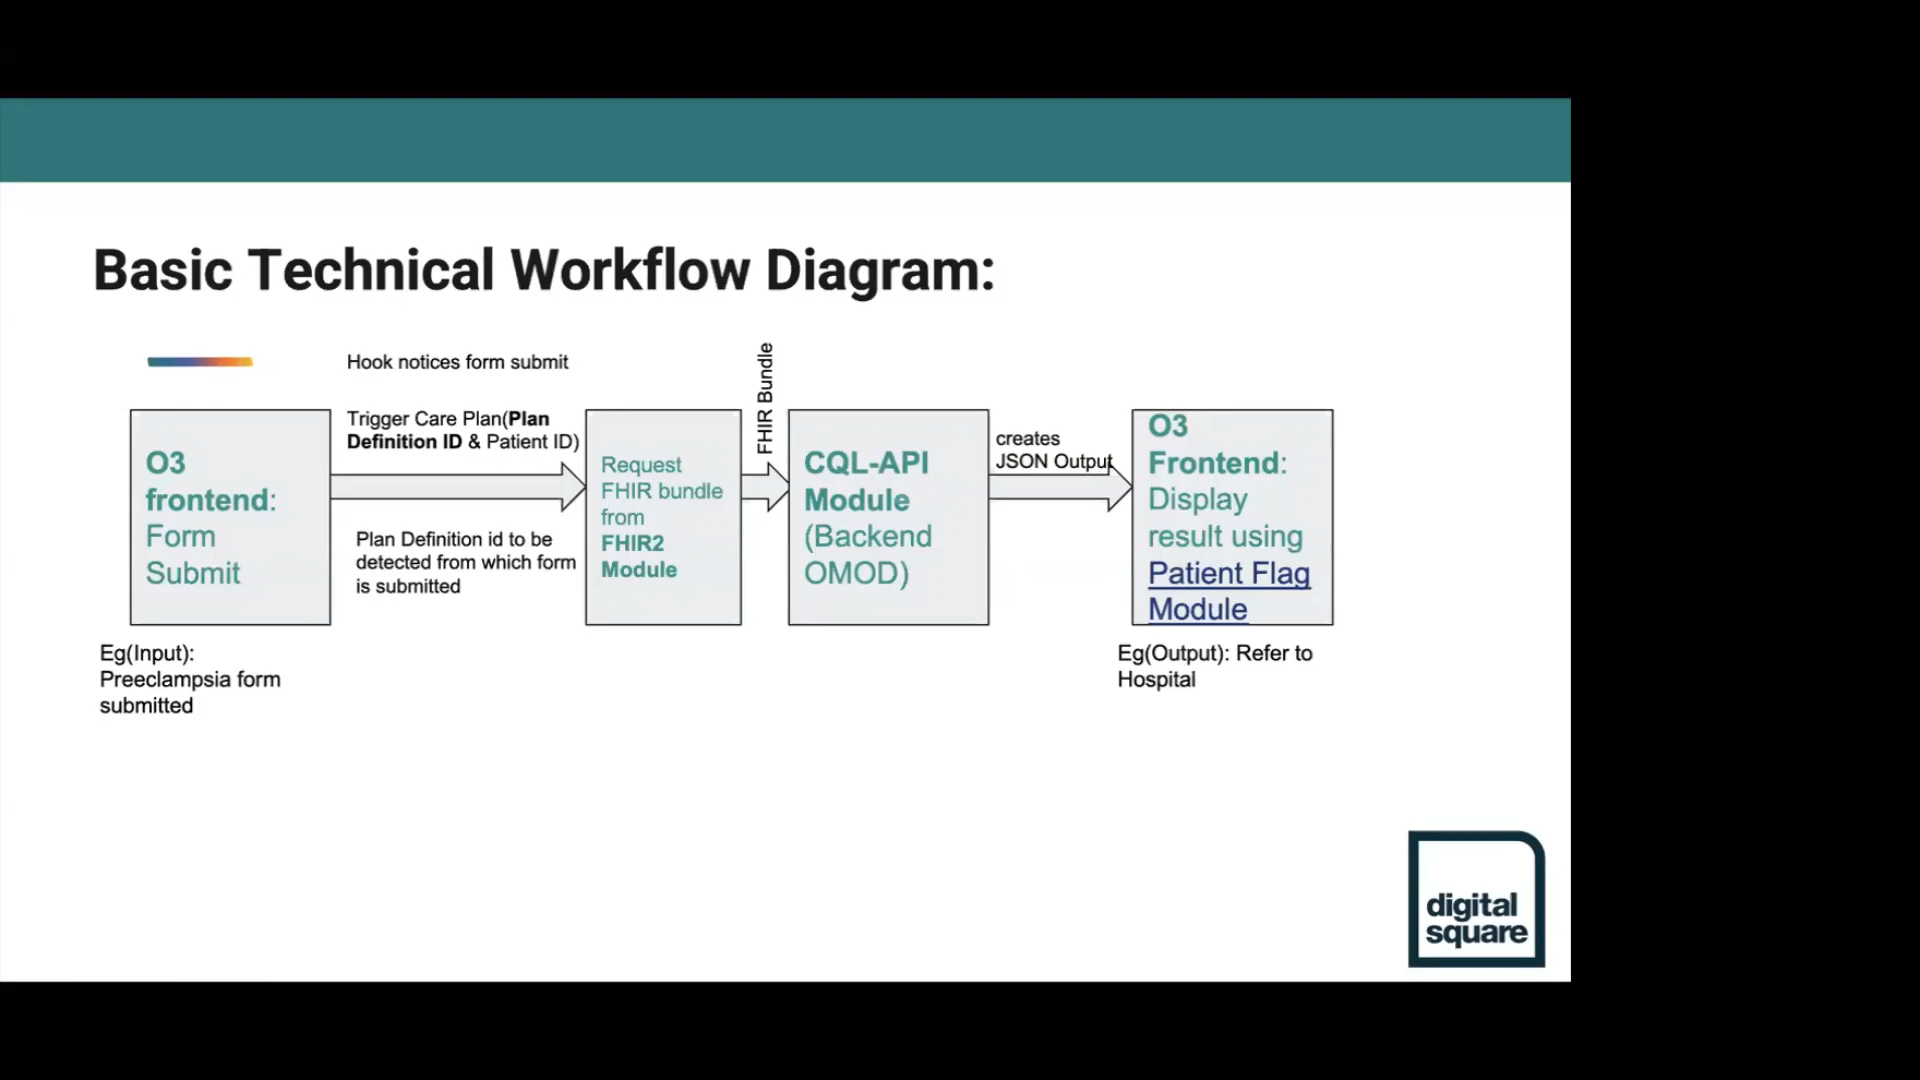 Basic Technical Workflow Diagram:
Hook notices form submit
Trigger Care Plan(Plan
Definition ID & Patient ID)
Plan Definition id to be
detected from which form
is submitted
O3
frontend:
Form
Submit
Eg(Input):
Preeclampsia form
submitted
Request
FHIR bundle
from
FHIR2
Module
FHIR Bundle
CQL-API
Module
(Backend
OMOD)
creates
JSON Output
O3
Frontend:
Display
result using
Patient Flag
Module
Eg(Output): Refer to
Hospital
digital
square